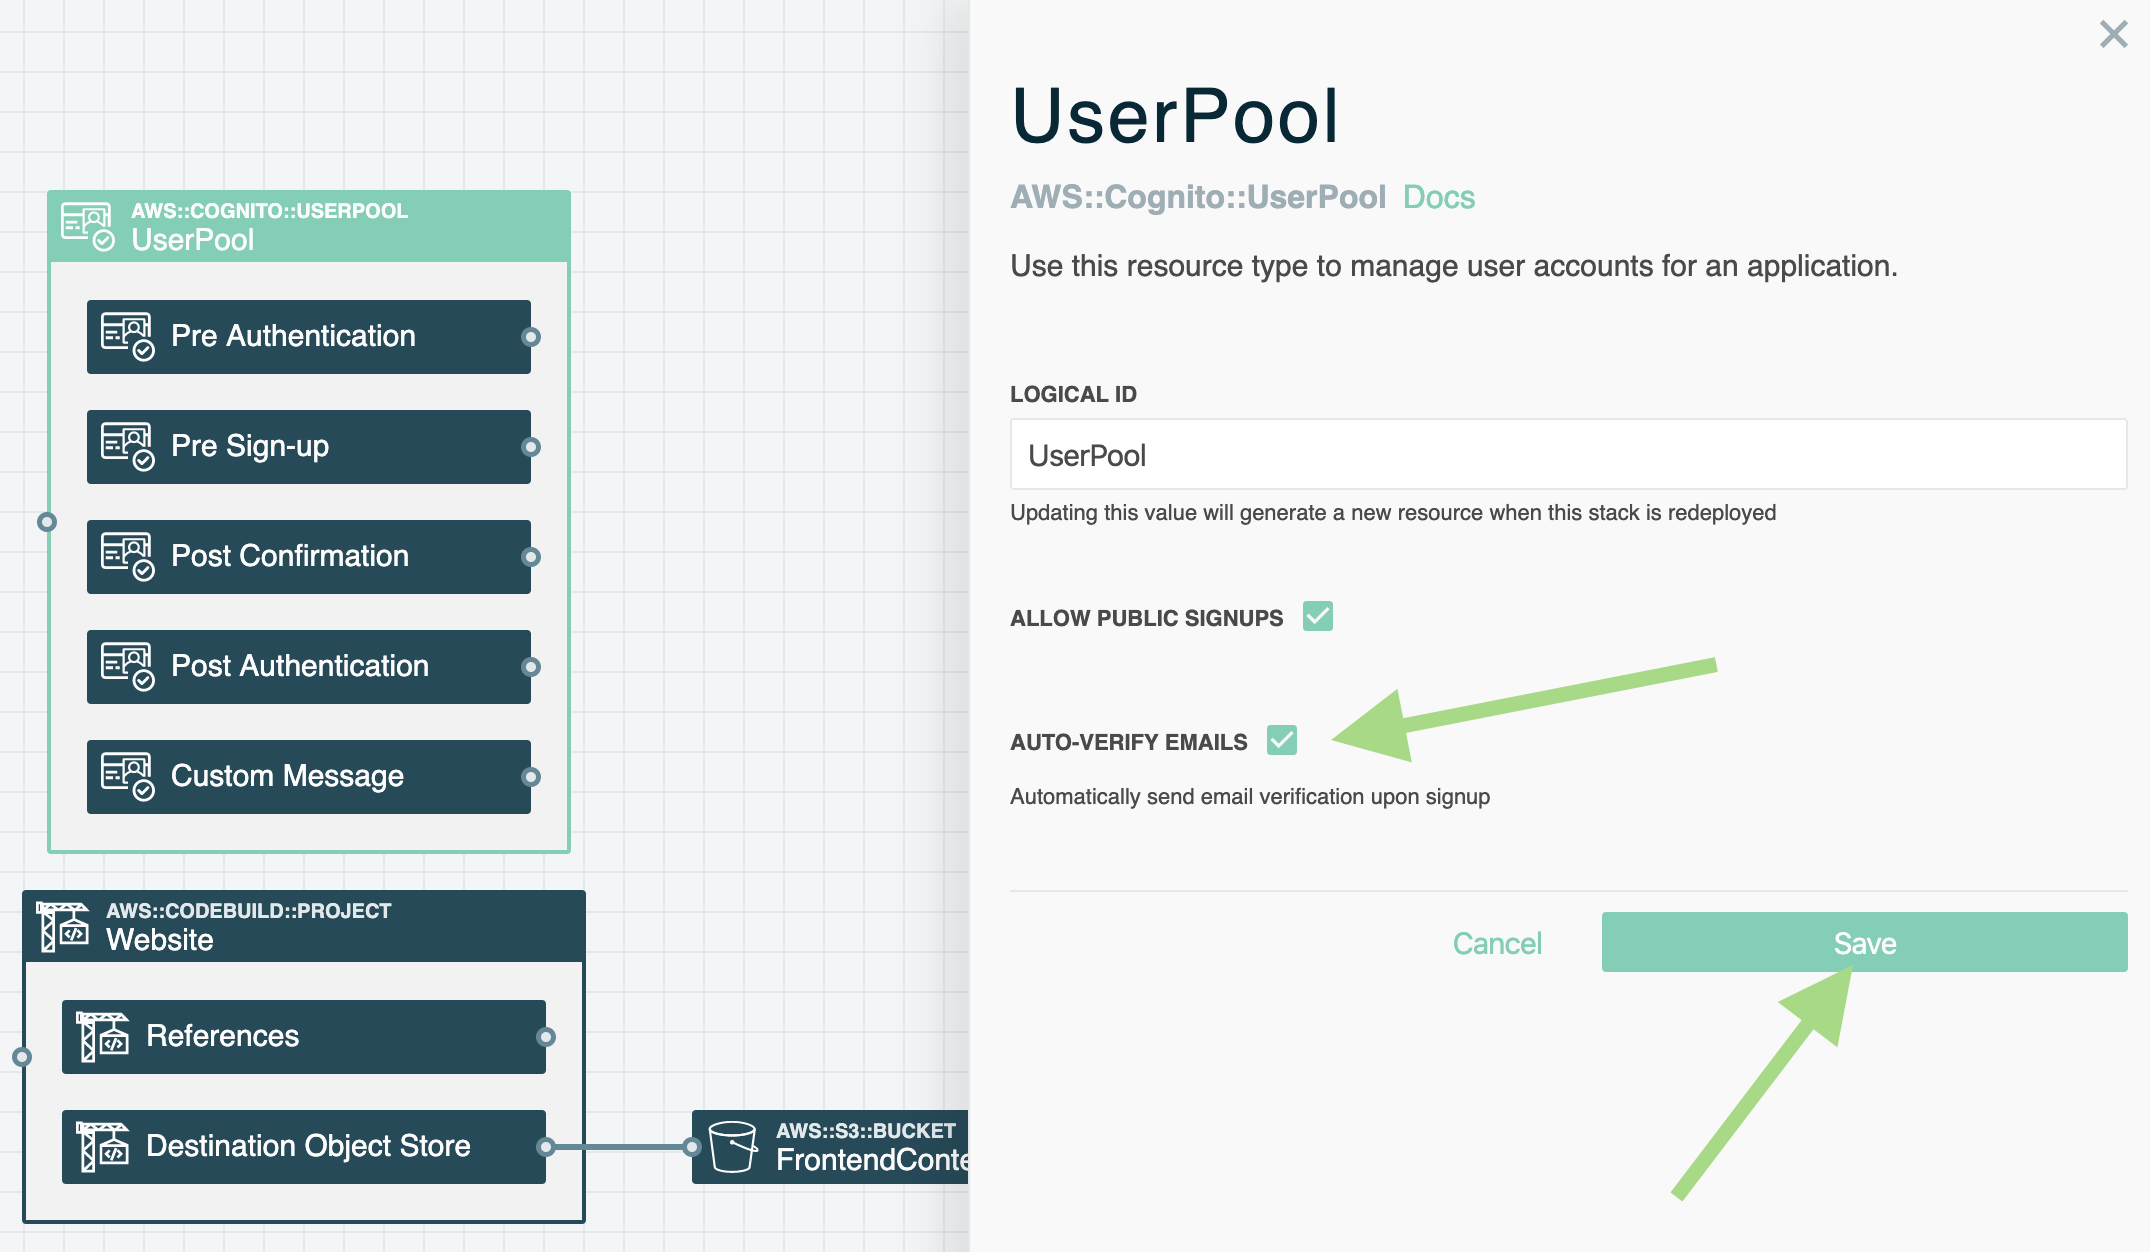 AWS::COGNITO::USERPOOL
UserPool
Pre Authentication
Pre Sign-up
Post Confirmation
Post Authentication
Custom Message
AWS::CODEBUILD::PROJECT
Website
References
Destination Object Store
AWS::S3::BUCKET
FrontendConte
UserPool
AWS::Cognito::UserPool Docs
Use this resource type to manage user accounts for an application.
LOGICAL ID
UserPool
Updating this value will generate a new resource when this stack is redeployed
ALLOW PUBLIC SIGNUPS
AUTO-VERIFY EMAILS
Automatically send email verification upon signup
Cancel Save